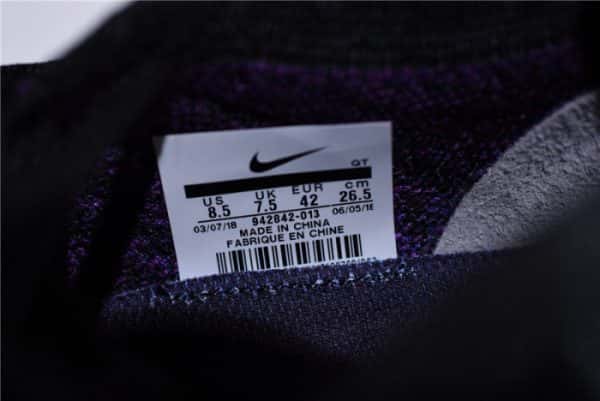 QT
US UK EUR cm
8.5 7.5 42 26.5
03/07/18 942842-013 06/05/18
MADE IN CHINA
FABRIQUE EN CHINE